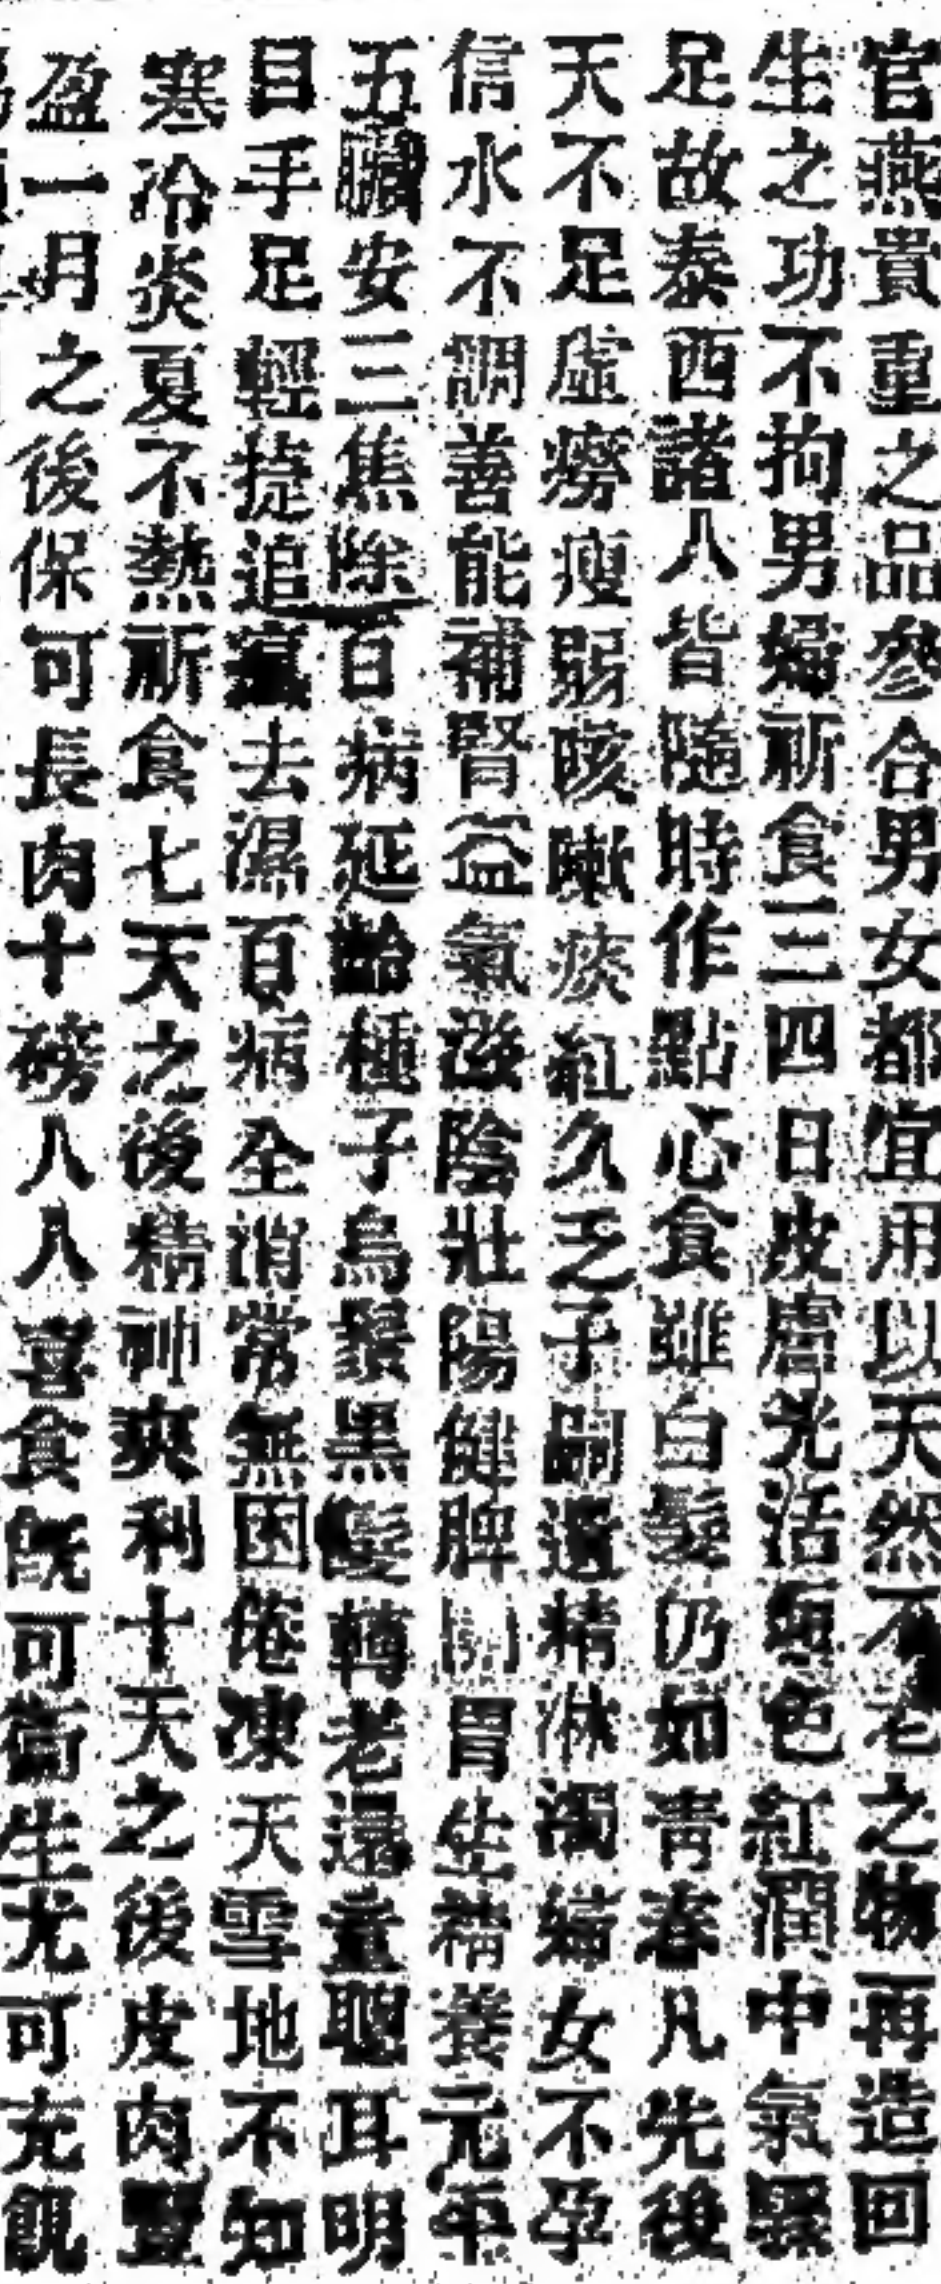 官燕貴重之品參合男女都宜用以天然不老之物再造回
生之功不拘男婦祈食三四日皮膚光活面色紅潤中氣緊
足故泰西諸人皆隨時作點心食雖白髮仍如青春凡先後
天不足虛癆瘦弱咳嗽痰紅久乏子嗣遺精淋濁婦女不孕
信水不調善能補腎益氣滋陰壯陽健脾開胃生精養元平
五臟安三焦除百病延齡種子烏鬚黑髮轉老還童聰耳明
目手足輕捷追風去濕百病全消常無困倦凍天雪地不知
寒冷炎夏不熱祈食七天之後精神爽利十天之後皮肉豐
盈一月之後保可長肉十磅人人喜食既可衞生尤可充飢